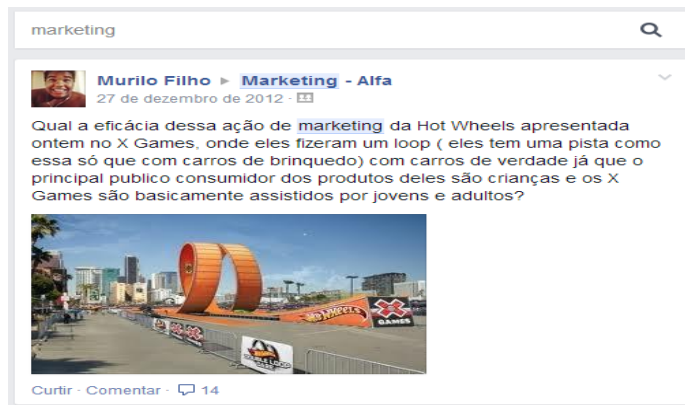 marketing
Murilo Filho ▸ Marketing - Alfa
27 de dezembro de 2012 ·
Qual a eficácia dessa ação de marketing da Hot Wheels apresentada
ontem no X Games, onde eles fizeram um loop ( eles tem uma pista como
essa só que com carros de brinquedo) com carros de verdade já que o
principal publico consumidor dos produtos deles são crianças e os X
Games são basicamente assistidos por jovens e adultos?
Hot Wheels
X GAMES
Curtir · Comentar · 14